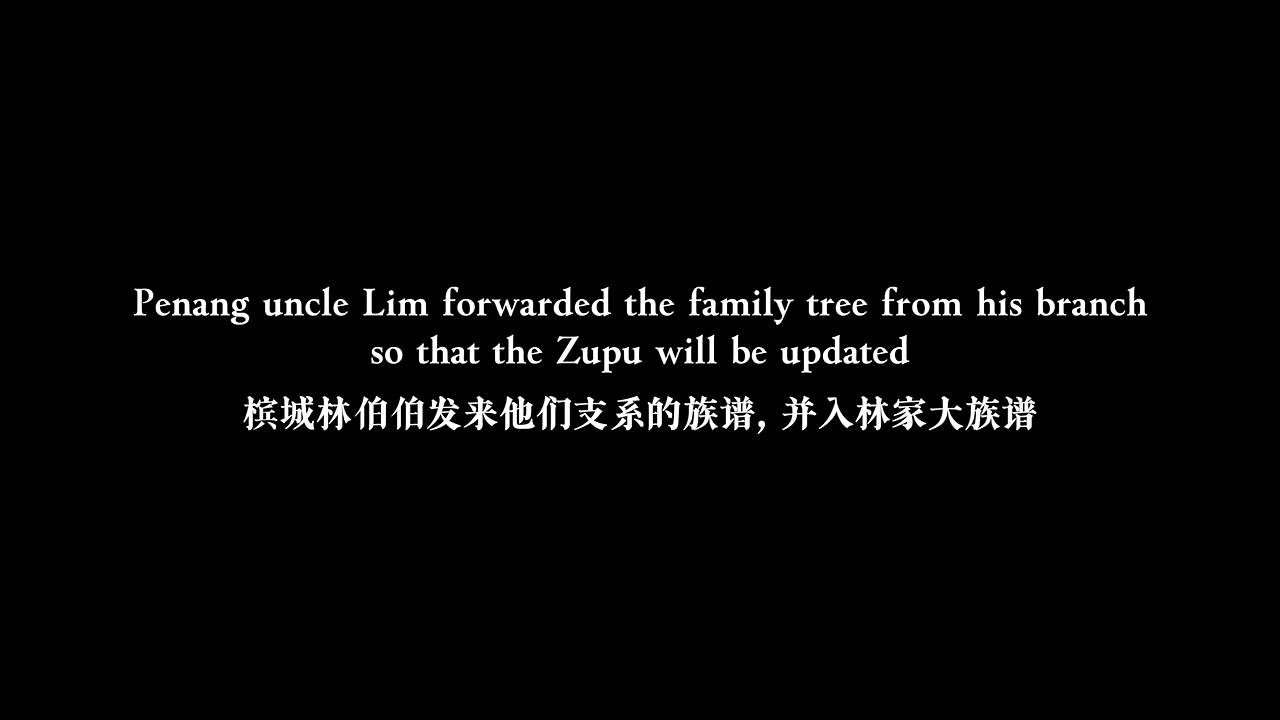 Penang uncle Lim forwarded the family tree from his branch
so that the Zupu will be updated
槟城林伯伯发来他们支系的族谱，并入林家大族谱